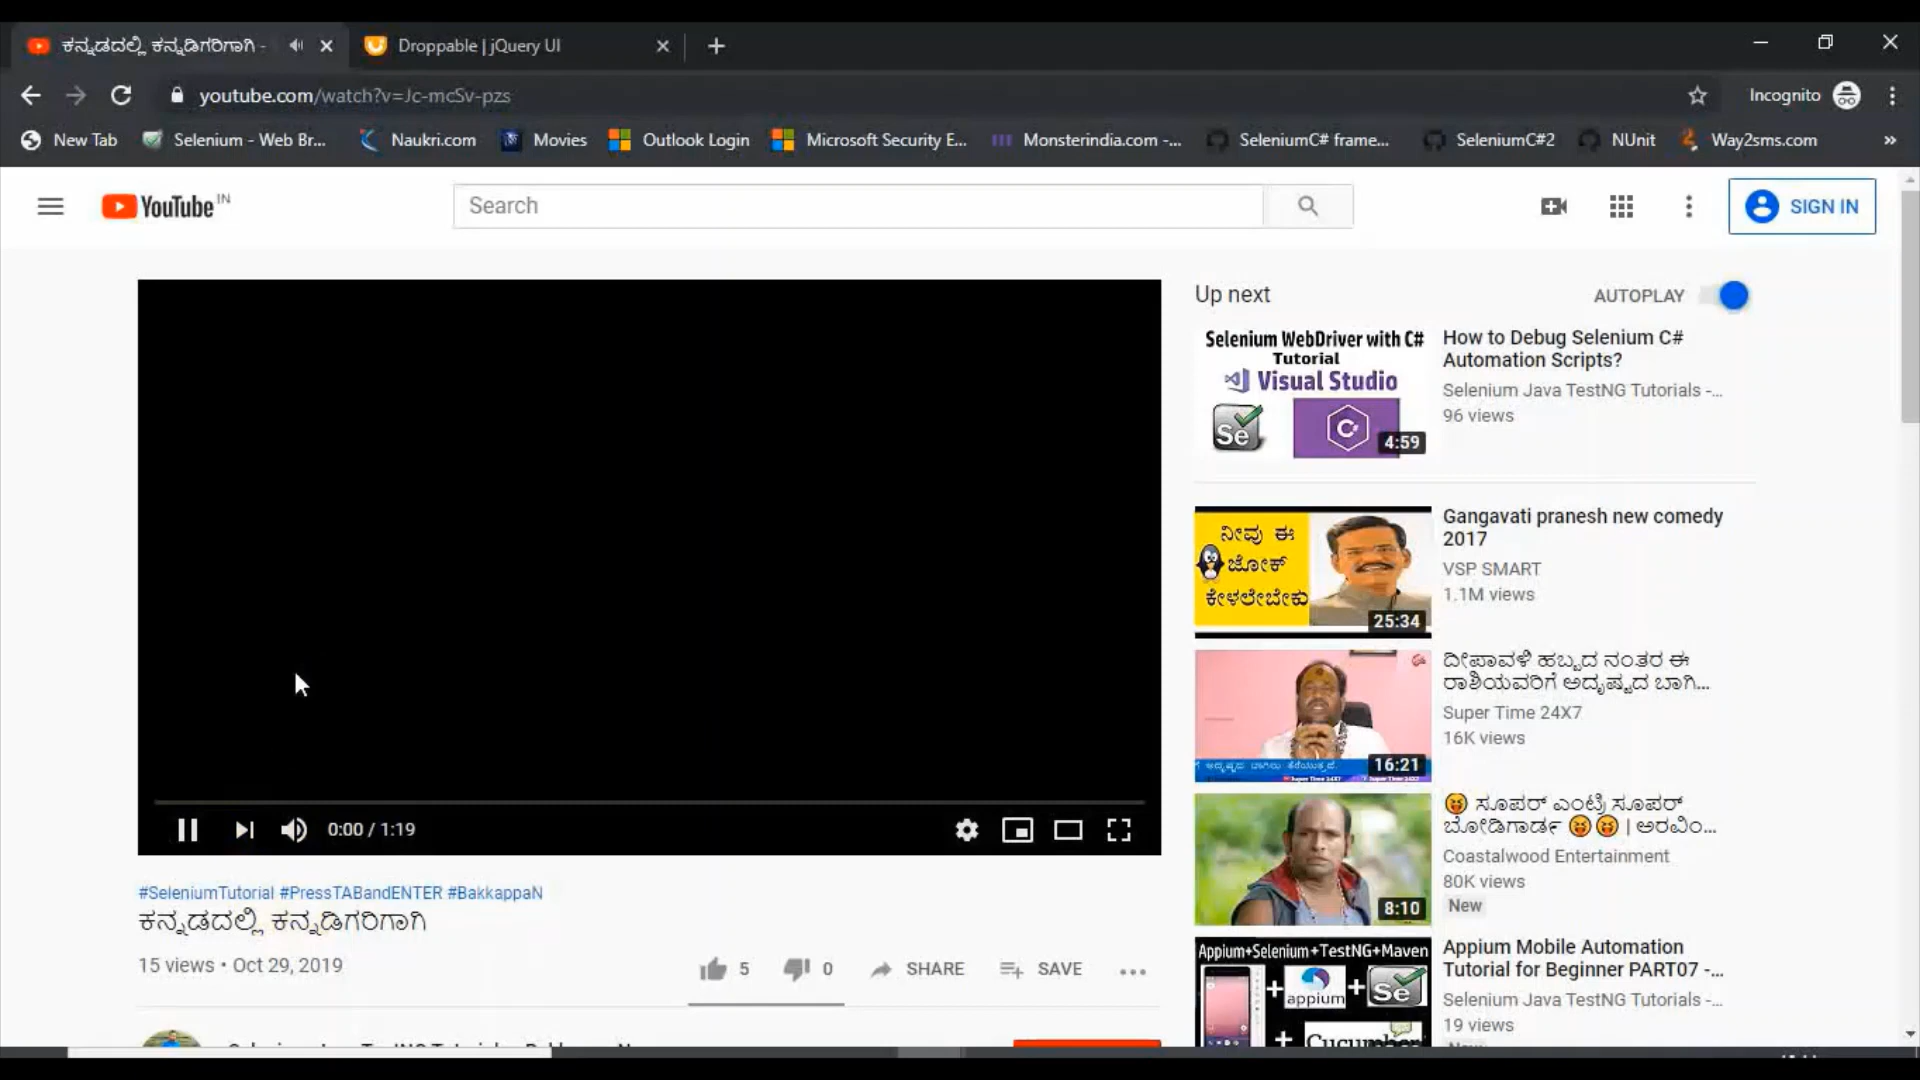 ಕನ್ನಡದಲ್ಲಿ ಕನ್ನಡಿಗರಿಗಾಗಿ -
Droppable | jQuery UI
youtube.com/watch?v=Jc-mcSv-pzs
Incognito
New Tab
Selenium - Web Br...
Naukri.com
Movies
Outlook Login
Microsoft Security E...
Monsterindia.com -...
SeleniumC# frame...
SeleniumC#2
NUnit
Way2sms.com
»
YouTube IN
Search
SIGN IN
Up next
AUTOPLAY
Selenium WebDriver with C#
Tutorial
Visual Studio
Se
C
4:59
How to Debug Selenium C#
Automation Scripts?
Selenium Java TestNG Tutorials -...
96 views
ನೀವು ಈ
ಜೋಕ್
ಕೇಳಲೇಬೇಕು
25:34
Gangavati pranesh new comedy
2017
VSP SMART
1.1M views
16:21
ದೀಪಾವಳಿ ಹಬ್ಬದ ನಂತರ ಈ
ರಾಶಿಯವರಿಗೆ ಅದೃಷ್ಟದ ಬಾಗಿ...
Super Time 24X7
16K views
8:10
😝 ಸೂಪರ್ ಎಂಟ್ರಿ ಸೂಪರ್
ಬೋಡಿಗಾರ್ಡ 😝😝 | ಅರವಿಂ...
Coastalwood Entertainment
80K views
New
Appium+Selenium+TestNG+Maven
+ appium + Se
+ Cucumber
Appium Mobile Automation
Tutorial for Beginner PART07 -...
Selenium Java TestNG Tutorials -...
19 views
0:00 / 1:19
#SeleniumTutorial #PressTABandENTER #BakkappaN
ಕನ್ನಡದಲ್ಲಿ ಕನ್ನಡಿಗರಿಗಾಗಿ
15 views • Oct 29, 2019
5
0
SHARE
SAVE